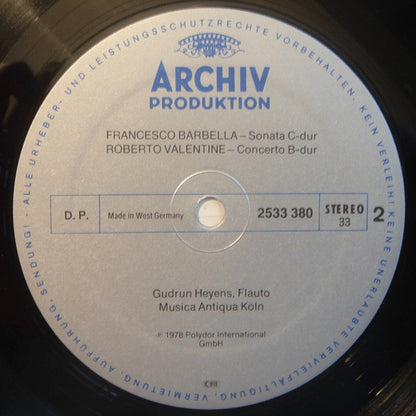 ALLE URHEBER- UND LEISTUNGSSCHUTZRECHTE VORBEHALTEN. KEIN VERLEIH! KEINE UNERLAUBTE VERVIELFÄLTIGUNG, VERMIETUNG, AUFFÜHRUNG, SENDUNG! -
ARCHIV
PRODUKTION
FRANCESCO BARBELLA – Sonata C-dur
ROBERTO VALENTINE – Concerto B-dur
D. P. Made in West Germany 2533 380 STEREO 2
33
Gudrun Heyens, Flauto
Musica Antiqua Köln
℗ 1978 Polydor International
GmbH